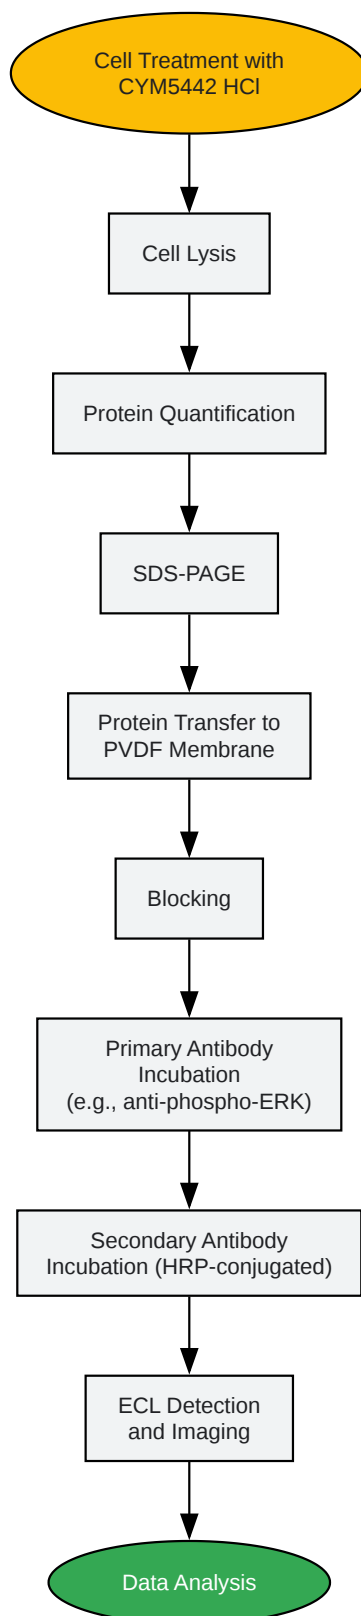 Cell Treatment with
CYM5442 HCl
Cell Lysis
Protein Quantification
SDS-PAGE
Protein Transfer to
PVDF Membrane
Blocking
Primary Antibody
Incubation
(e.g., anti-phospho-ERK)
Secondary Antibody
Incubation (HRP-conjugated)
ECL Detection
and Imaging
Data Analysis